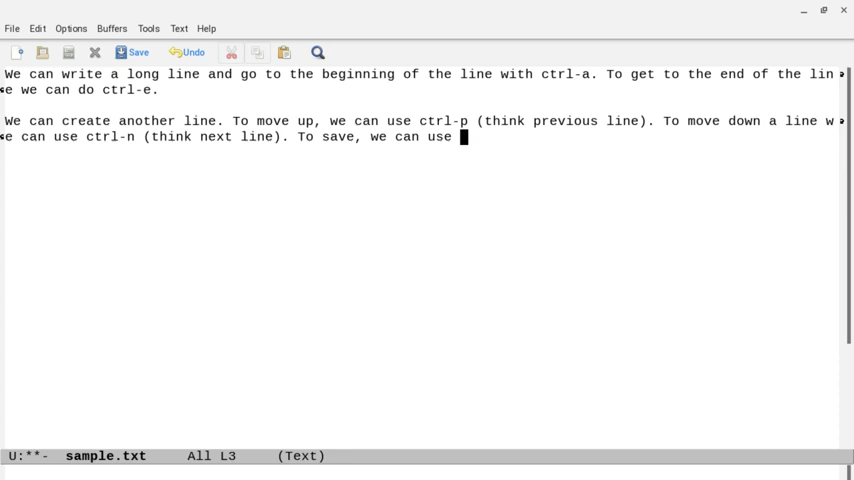 File Edit Options Buffers Tools Text Help
Save Undo
We can write a long line and go to the beginning of the line with ctrl-a. To get to the end of the lin
e we can do ctrl-e.
We can create another line. To move up, we can use ctrl-p (think previous line). To move down a line w
e can use ctrl-n (think next line). To save, we can use
U:**- sample.txt All L3 (Text)